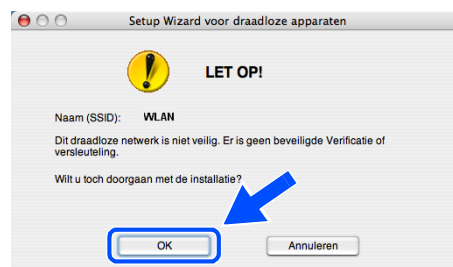 Setup Wizard voor draadloze apparaten
LET OP!
Naam (SSID): WLAN
Dit draadloze netwerk is niet veilig. Er is geen beveiligde Verificatie of
versleuteling.
Wilt u toch doorgaan met de installatie?
OK Annuleren